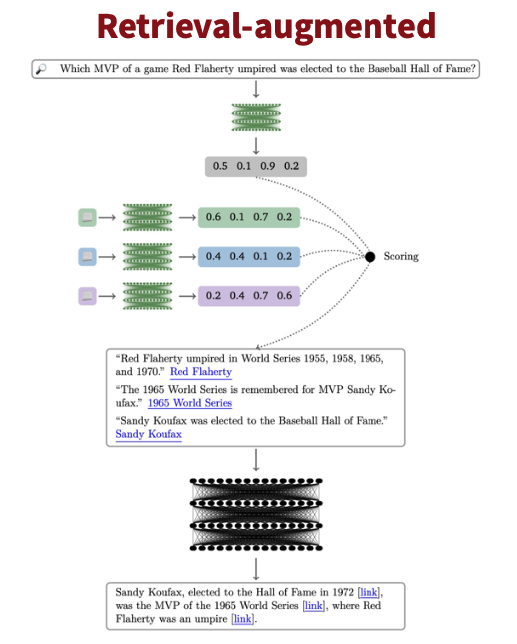 Retrieval-augmented
Which MVP of a game Red Flaherty umpired was elected to the Baseball Hall of Fame?
0.5 0.1 0.9 0.2
0.6 0.1 0.7 0.2
0.4 0.4 0.1 0.2
Scoring
0.2 0.4 0.7 0.6
“Red Flaherty umpired in World Series 1955, 1958, 1965,
and 1970.” Red Flaherty
“The 1965 World Series is remembered for MVP Sandy Ko-
ufax.” 1965 World Series
“Sandy Koufax was elected to the Baseball Hall of Fame.”
Sandy Koufax
Sandy Koufax, elected to the Hall of Fame in 1972 [link],
was the MVP of the 1965 World Series [link], where Red
Flaherty was an umpire [link].